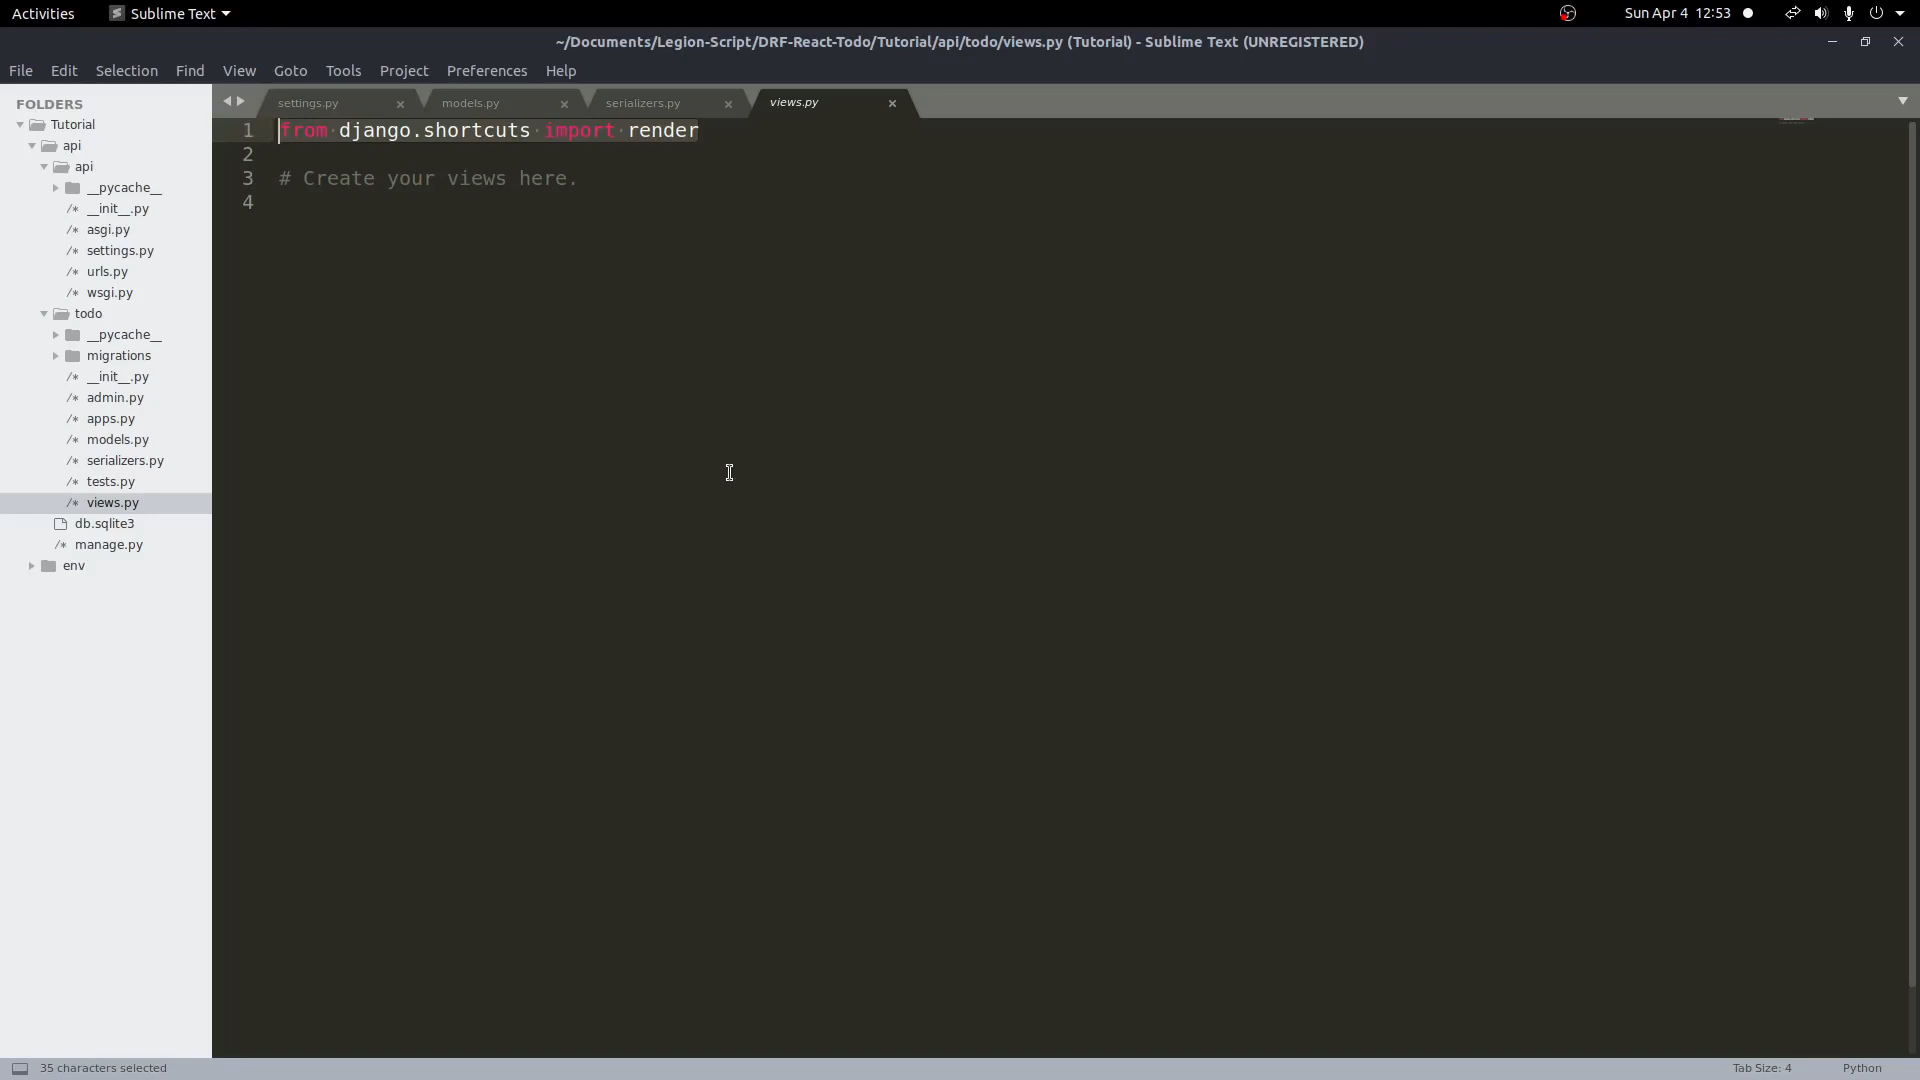 Activities Sublime Text Sun Apr 4 12:53
~/Documents/Legion-Script/DRF-React-Todo/Tutorial/api/todo/views.py (Tutorial) - Sublime Text (UNREGISTERED)
File Edit Selection Find View Goto Tools Project Preferences Help
FOLDERS
Tutorial
api
api
__pycache__
/* __init__.py
/* asgi.py
/* settings.py
/* urls.py
/* wsgi.py
todo
__pycache__
migrations
/* __init__.py
/* admin.py
/* apps.py
/* models.py
/* serializers.py
/* tests.py
/* views.py
db.sqlite3
/* manage.py
env
settings.py models.py serializers.py views.py
1 from django.shortcuts import render
2
3 # Create your views here.
4
35 characters selected Tab Size: 4 Python